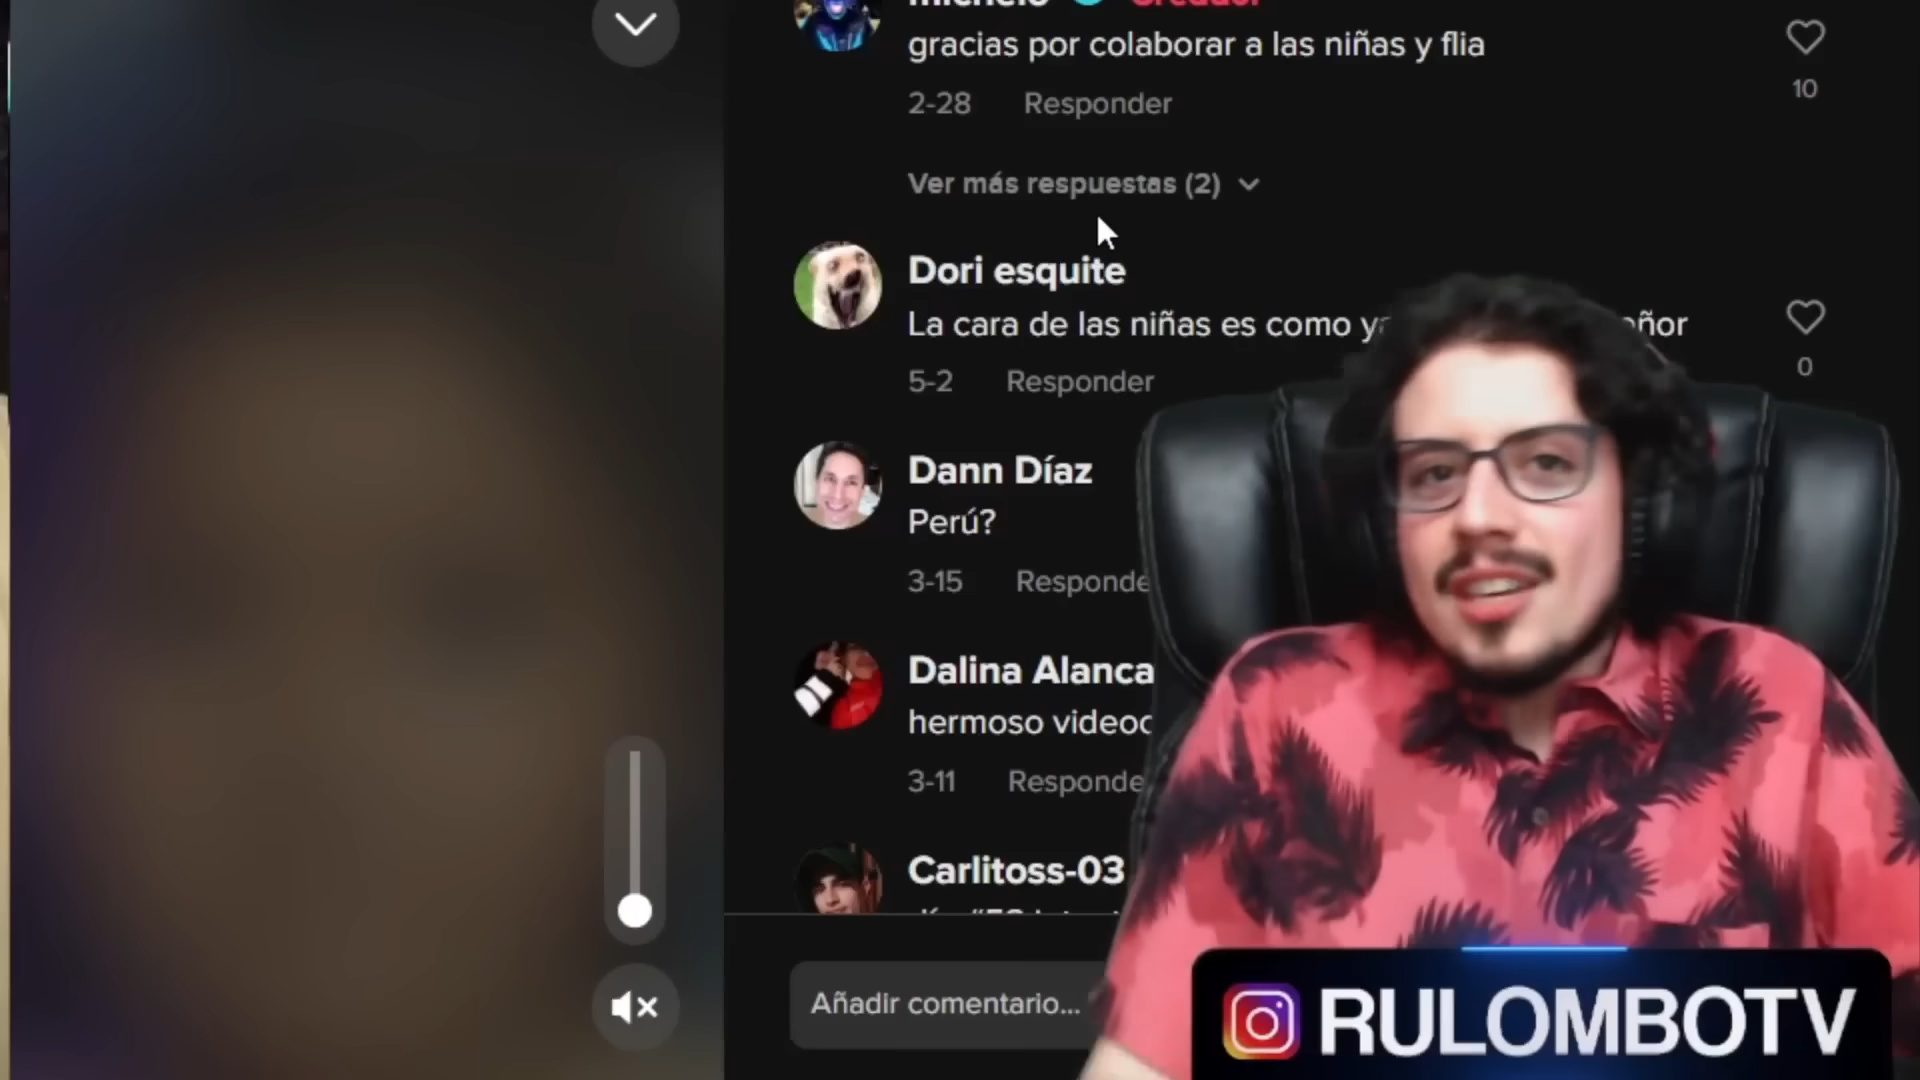 gracias por colaborar a las niñas y flia
10
2-28 Responder
Ver más respuestas (2)
Dori esquite
La cara de las niñas es como
0
5-2 Responder
Dann Díaz
Perú?
3-15 Responde
Dalina Alanca
hermoso videoc
3-11 Responde
Carlitoss-03
Añadir comentario...
RULOMBOTV